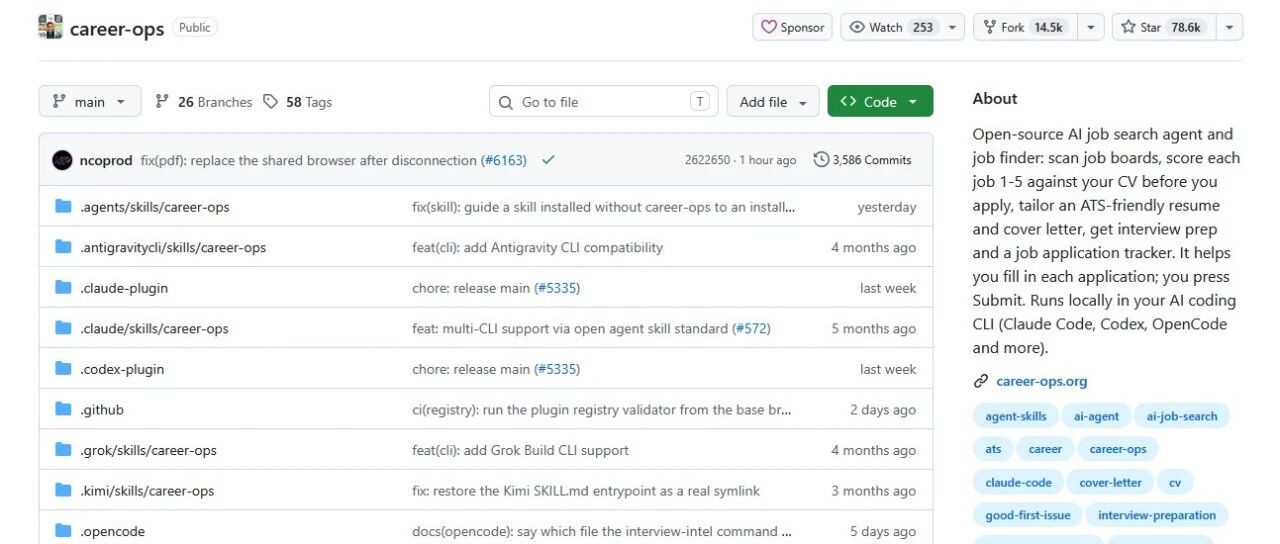 career-ops Public Sponsor Watch 253 Fork 14.5k Star 78.6k
main 26 Branches 58 Tags Go to file T Add file Code
ncoprod fix(pdf): replace the shared browser after disconnection (#6163) 2622650 · 1 hour ago 3,586 Commits
.agents/skills/career-ops fix(skill): guide a skill installed without career-ops to an install... yesterday
.antigravitycli/skills/career-ops feat(cli): add Antigravity CLI compatibility 4 months ago
.claude-plugin chore: release main (#5335) last week
.claude/skills/career-ops feat: multi-CLI support via open agent skill standard (#572) 5 months ago
.codex-plugin chore: release main (#5335) last week
.github ci(registry): run the plugin registry validator from the base br... 2 days ago
.grok/skills/career-ops feat(cli): add Grok Build CLI support 4 months ago
.kimi/skills/career-ops fix: restore the Kimi SKILL.md entrypoint as a real symlink 3 months ago
.opencode docs(opencode): say which file the interview-intel command ... 5 days ago
About
Open-source AI job search agent and
job finder: scan job boards, score each
job 1-5 against your CV before you
apply, tailor an ATS-friendly resume
and cover letter, get interview prep
and a job application tracker. It helps
you fill in each application; you press
Submit. Runs locally in your AI coding
CLI (Claude Code, Codex, OpenCode
and more).
career-ops.org
agent-skills ai-agent ai-job-search
ats career career-ops
claude-code cover-letter cv
good-first-issue interview-preparation